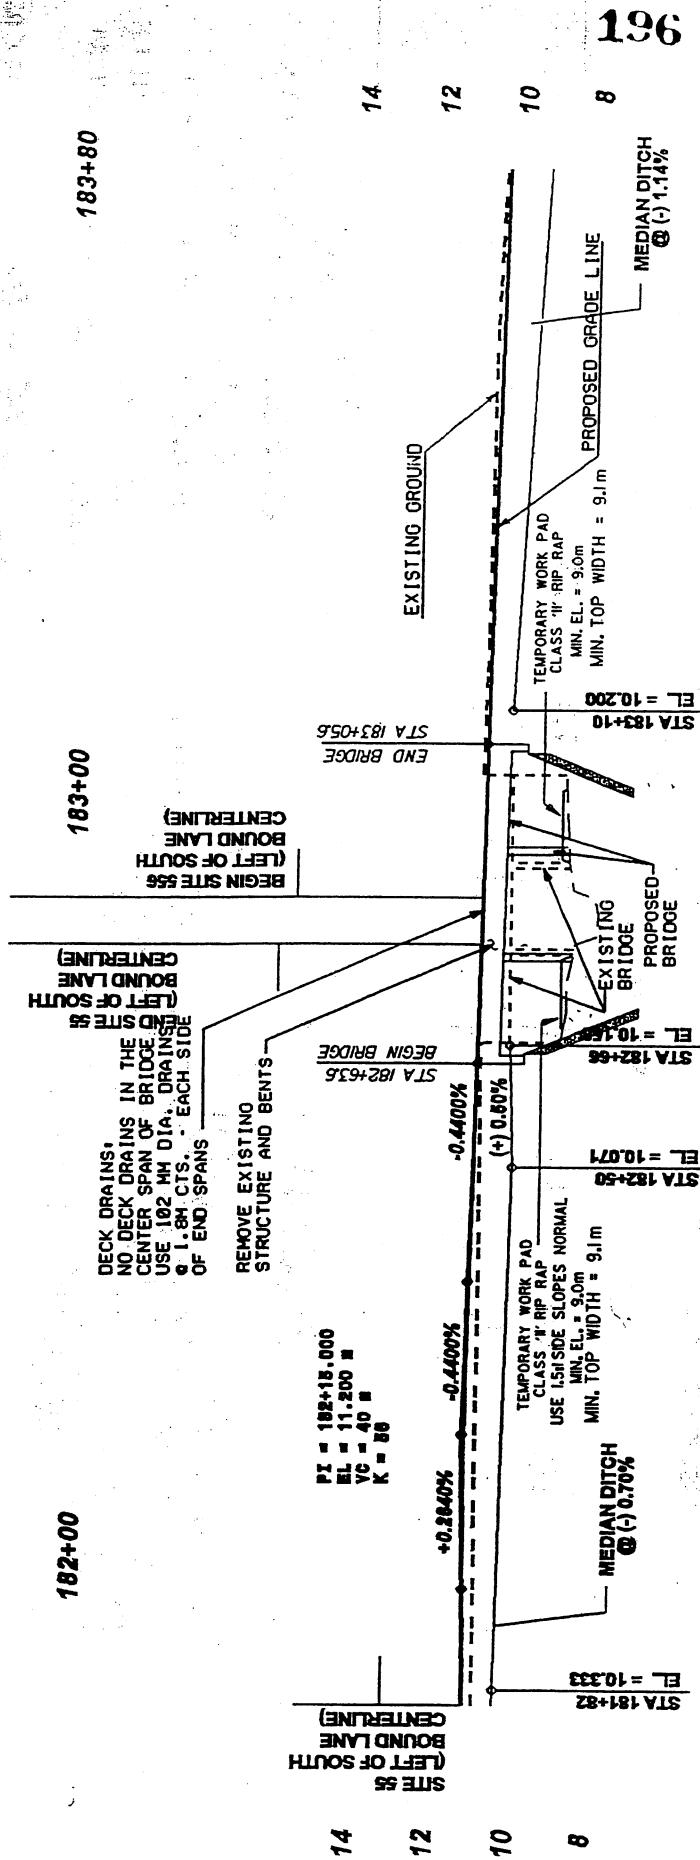 196
14
12
10
8
183+80
MEDIAN DITCH
@ (-) 1.14%
PROPOSED GRADE LINE
EXISTING GROUND
TEMPORARY WORK PAD
CLASS 'II' RIP RAP
MIN. EL. = 9.0m
MIN. TOP WIDTH = 9.1m
STA 183+10
EL = 10.200
END BRIDGE
STA 183+05.6
183+00
BEGIN SITE 556
(LEFT OF SOUTH
BOUND LANE
CENTERLINE)
END SITE 55
(LEFT OF SOUTH
BOUND LANE
CENTERLINE)
PROPOSED
BRIDGE
EXISTING
BRIDGE
STA 182+66
BEGIN BRIDGE
STA 182+63.6
DECK DRAINS:
NO DECK DRAINS IN THE
CENTER SPAN OF BRIDGE
USE 102 MM DIA. DRAINS
@ 1.8M CTS. - EACH SIDE
OF END SPANS
REMOVE EXISTING
STRUCTURE AND BENTS
-0.4400%
(+) 0.60%
STA 182+50
EL = 10.071
TEMPORARY WORK PAD
CLASS 'II' RIP RAP
USE 1.5:1 SIDE SLOPES NORMAL
MIN. EL. = 9.0m
MIN. TOP WIDTH = 9.1m
PI = 182+15.000
EL = 11.200 M
VC = 40 M
K = 56
-0.4400%
+0.2640%
182+00
MEDIAN DITCH
@ (-) 0.70%
STA 181+82
EL = 10.333
SITE 55
(LEFT OF SOUTH
BOUND LANE
CENTERLINE)
14
12
10
8